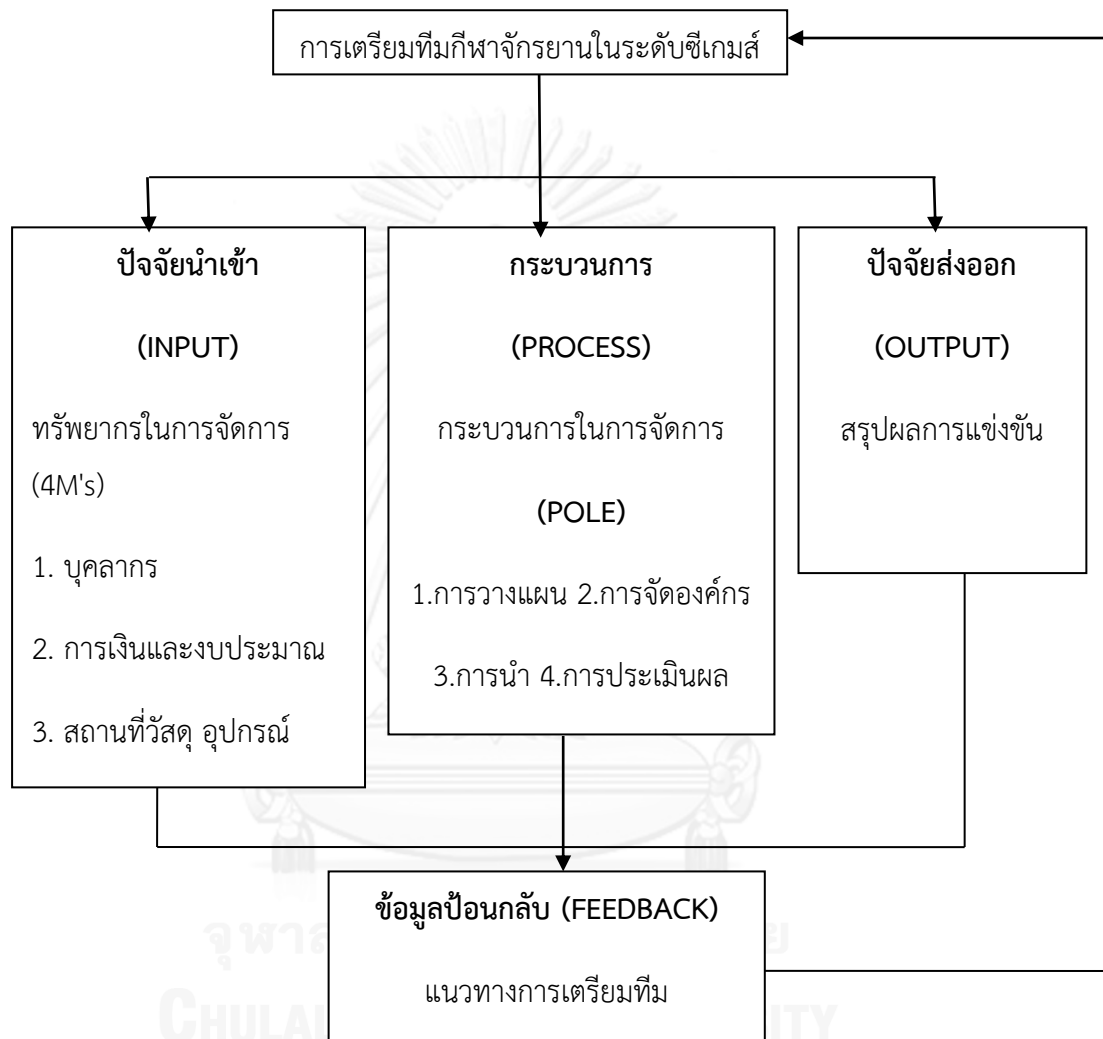 การเตรียมทีมกีฬาจักรยานในระดับซีเกมส์
ปัจจัยนำเข้า
(INPUT)
ทรัพยากรในการจัดการ
(4M's)
1. บุคลากร
2. การเงินและงบประมาณ
3. สถานที่วัสดุ อุปกรณ์
กระบวนการ
(PROCESS)
กระบวนการในการจัดการ
(POLE)
1.การวางแผน 2.การจัดองค์กร
3.การนำ 4.การประเมินผล
ปัจจัยส่งออก
(OUTPUT)
สรุปผลการแข่งขัน
ข้อมูลป้อนกลับ (FEEDBACK)
แนวทางการเตรียมทีม